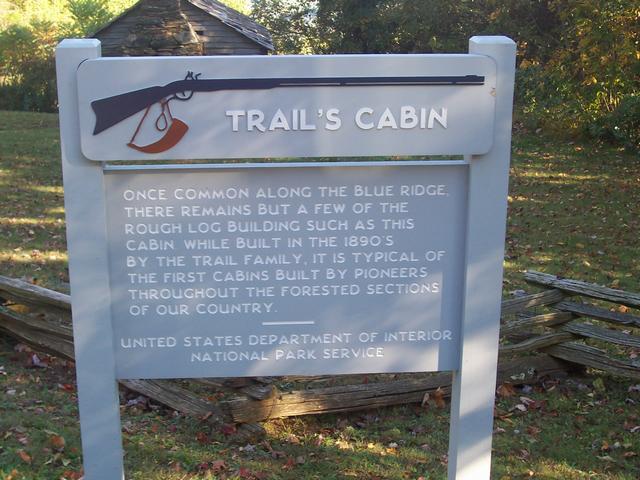 TRAIL'S CABIN
ONCE COMMON ALONG THE BLUE RIDGE,
THERE REMAINS BUT A FEW OF THE
ROUGH LOG BUILDING SUCH AS THIS
CABIN. WHILE BUILT IN THE 1890'S
BY THE TRAIL FAMILY, IT IS TYPICAL OF
THE FIRST CABINS BUILT BY PIONEERS
THROUGHOUT THE FORESTED SECTIONS
OF OUR COUNTRY.
UNITED STATES DEPARTMENT OF INTERIOR
NATIONAL PARK SERVICE